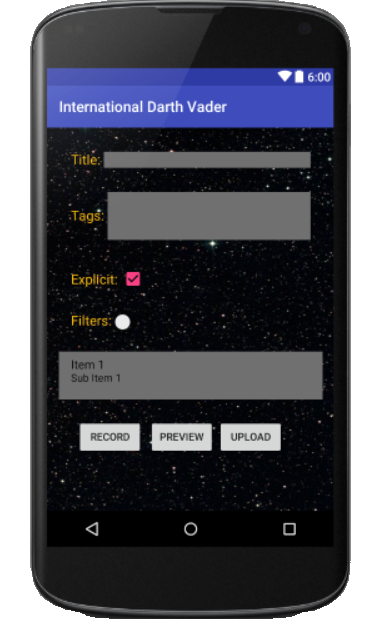 6:00
International Darth Vader
Title:
Tags:
Explicit:
Filters:
Item 1
Sub Item 1
RECORD PREVIEW UPLOAD